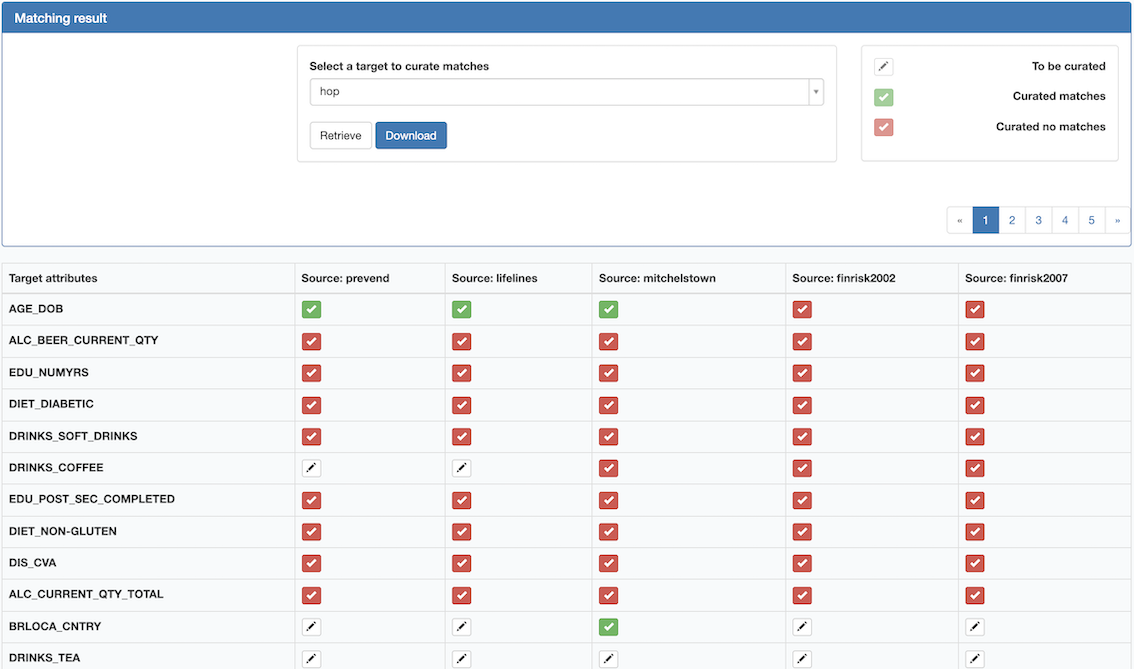 Matching result
Select a target to curate matches
hop
Retrieve Download
To be curated
Curated matches
Curated no matches
« 1 2 3 4 5 »
Target attributes Source: prevend Source: lifelines Source: mitchelstown Source: finrisk2002 Source: finrisk2007
AGE_DOB
ALC_BEER_CURRENT_QTY
EDU_NUMYRS
DIET_DIABETIC
DRINKS_SOFT_DRINKS
DRINKS_COFFEE
EDU_POST_SEC_COMPLETED
DIET_NON-GLUTEN
DIS_CVA
ALC_CURRENT_QTY_TOTAL
BRLOCA_CNTRY
DRINKS_TEA